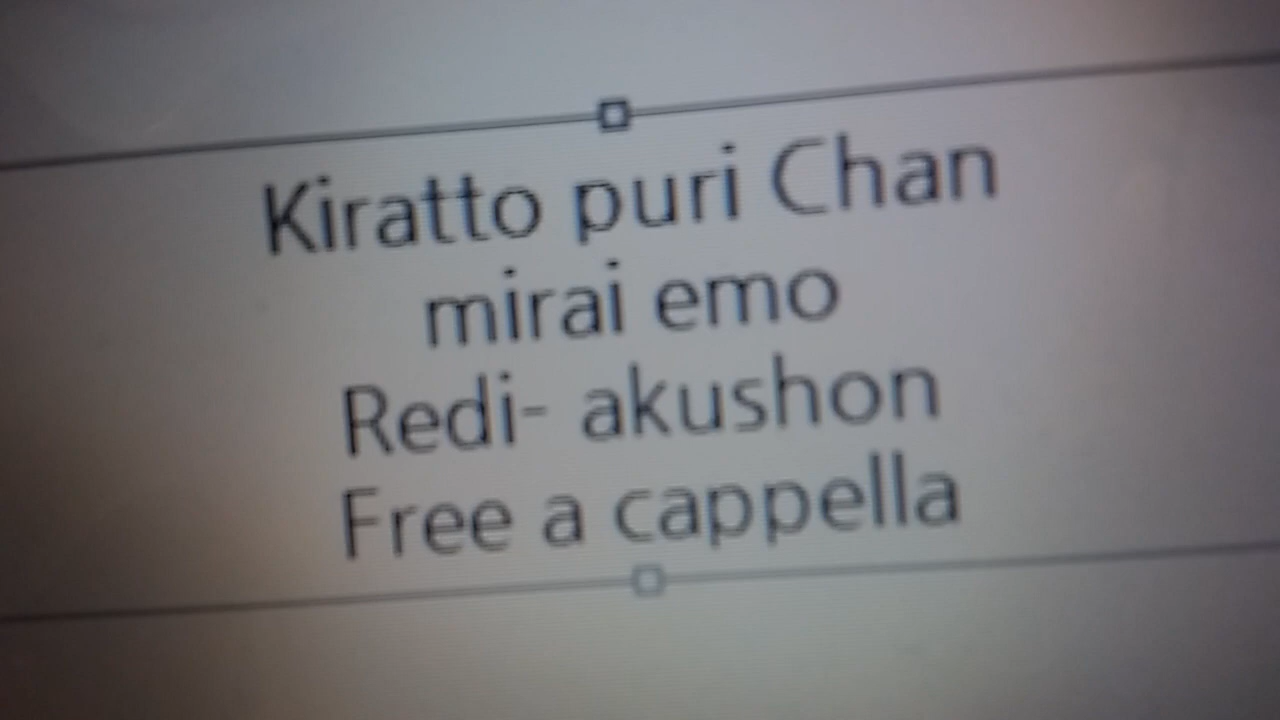 Kiratto puri Chan
mirai emo
Redi- akushon
Free a cappella